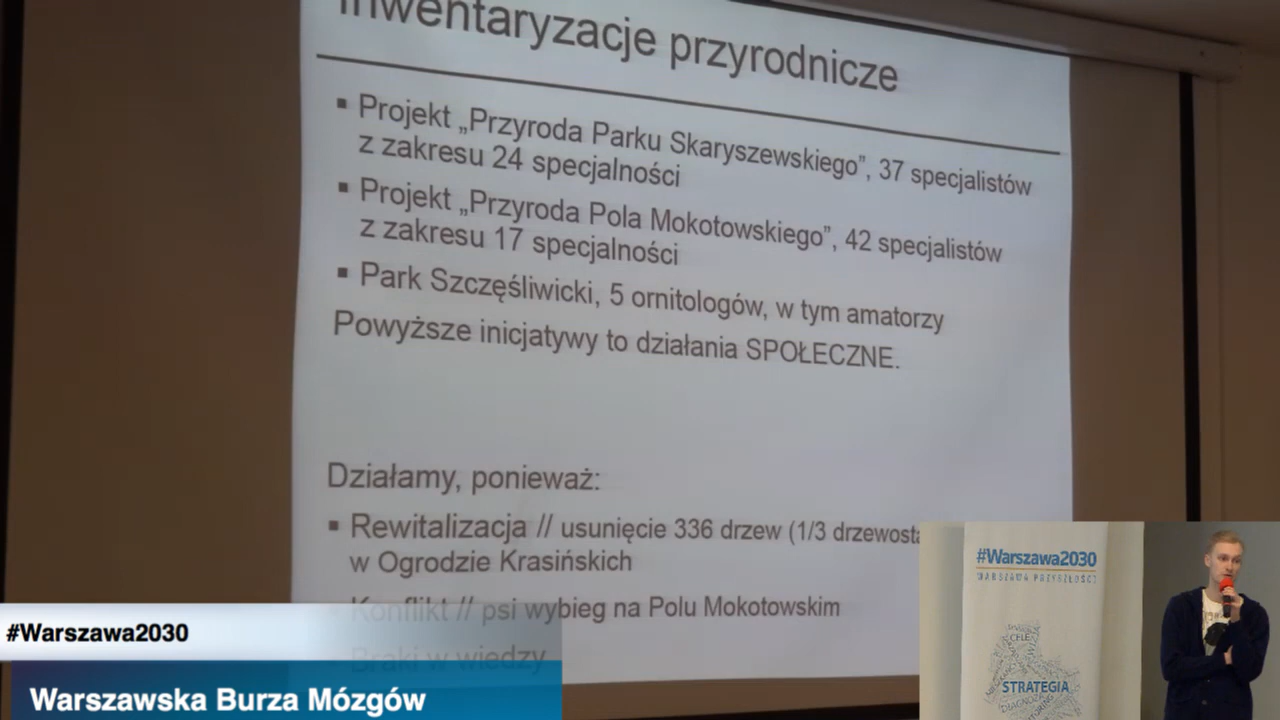 Inwentaryzacje przyrodnicze
▪ Projekt „Przyroda Parku Skaryszewskiego”, 37 specjalistów
z zakresu 24 specjalności
▪ Projekt „Przyroda Pola Mokotowskiego”, 42 specjalistów
z zakresu 17 specjalności
▪ Park Szczęśliwicki, 5 ornitologów, w tym amatorzy
Powyższe inicjatywy to działania SPOŁECZNE.
Działamy, ponieważ:
▪ Rewitalizacja // usunięcie 336 drzew (1/3 drzewosta
w Ogrodzie Krasińskich
Konflikt // psi wybieg na Polu Mokotowskim
Braki w wiedzy
#Warszawa2030
Warszawska Burza Mózgów
#Warszawa2030
WARSZAWA PRZYSZŁOŚCI
CELE
STRATEGIA
DIAGNOZA